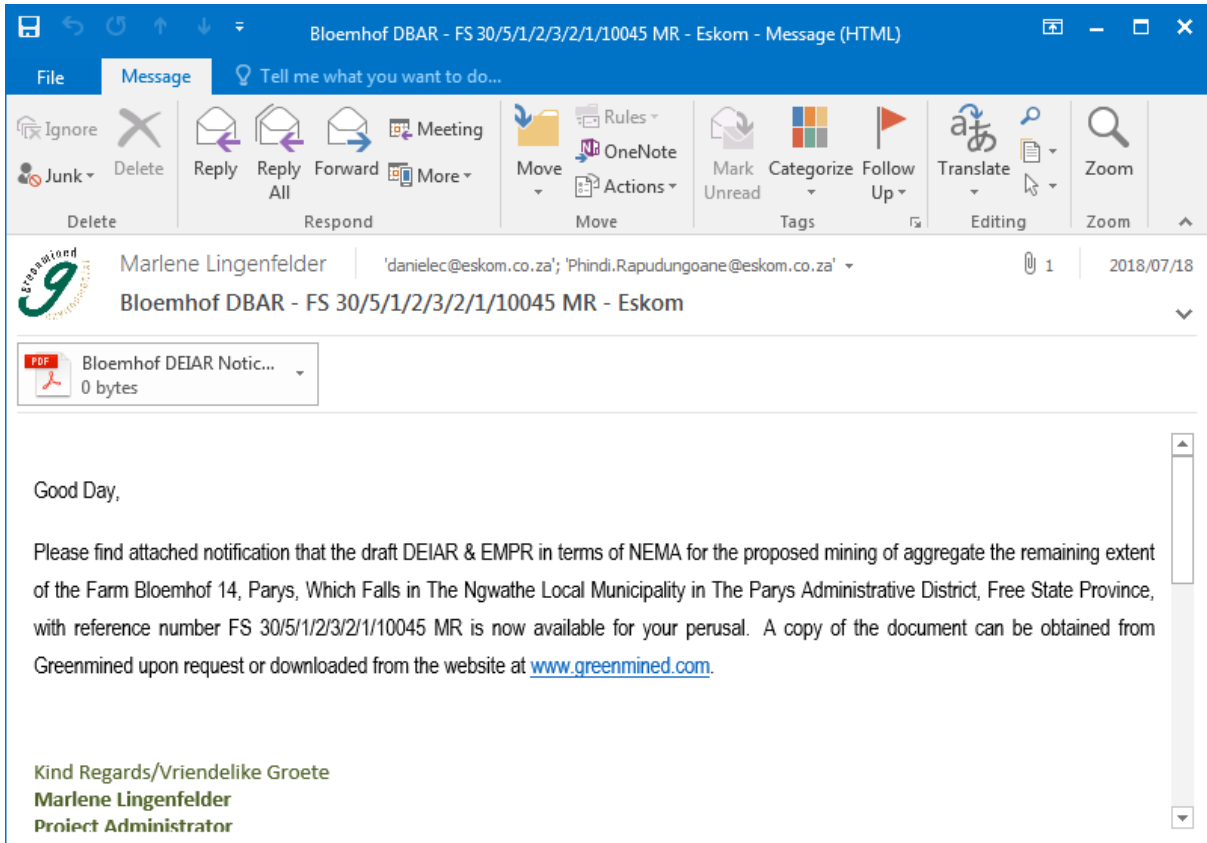 Bloemhof DBAR - FS 30/5/1/2/3/2/1/10045 MR - Eskom - Message (HTML)
File Message Tell me what you want to do...
Ignore
Junk
Delete
Reply
Reply All
Forward
Meeting
More
Move
Rules
OneNote
Actions
Mark Unread
Categorize
Follow Up
Translate
Zoom
Delete Respond Move Tags Editing Zoom
Marlene Lingenfelder 'danielec@eskom.co.za'; 'Phindi.Rapudungoane@eskom.co.za' 1 2018/07/18
Bloemhof DBAR - FS 30/5/1/2/3/2/1/10045 MR - Eskom
PDF
Bloemhof DEIAR Notic...
0 bytes
Good Day,
Please find attached notification that the draft DEIAR & EMPR in terms of NEMA for the proposed mining of aggregate the remaining extent
of the Farm Bloemhof 14, Parys, Which Falls in The Ngwathe Local Municipality in The Parys Administrative District, Free State Province,
with reference number FS 30/5/1/2/3/2/1/10045 MR is now available for your perusal. A copy of the document can be obtained from
Greenmined upon request or downloaded from the website at www.greenmined.com.
Kind Regards/Vriendelike Groete
Marlene Lingenfelder
Project Administrator